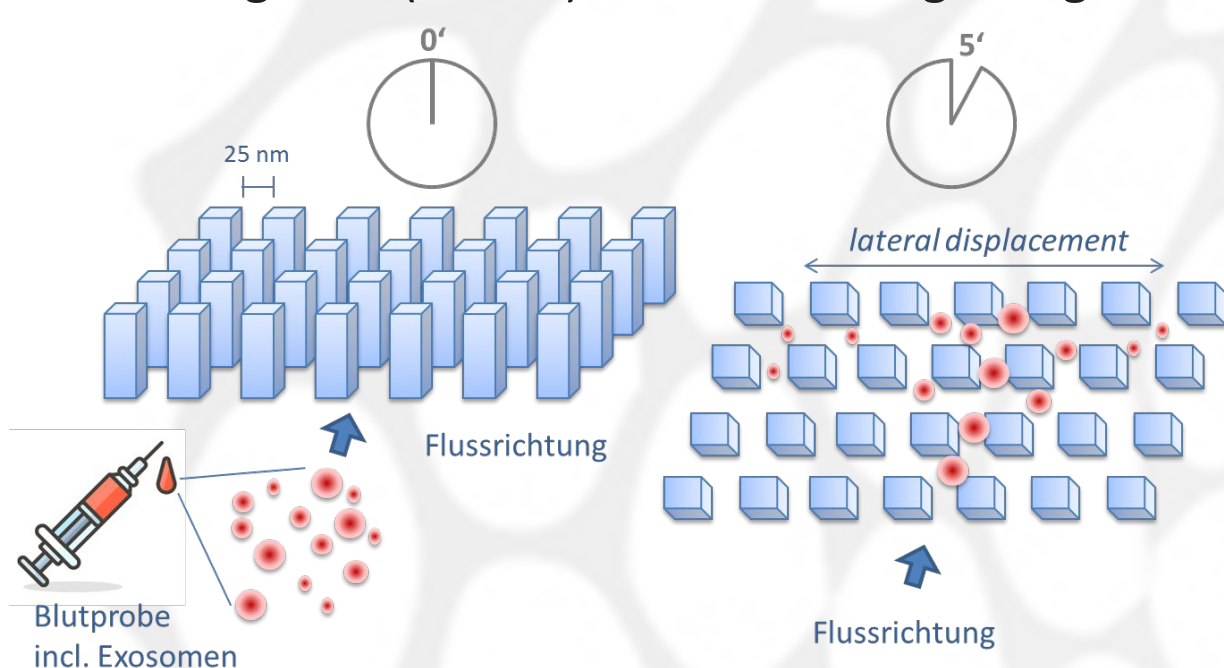 0‘
5‘
25 nm
lateral displacement
Flussrichtung
Blutprobe
incl. Exosomen
Flussrichtung